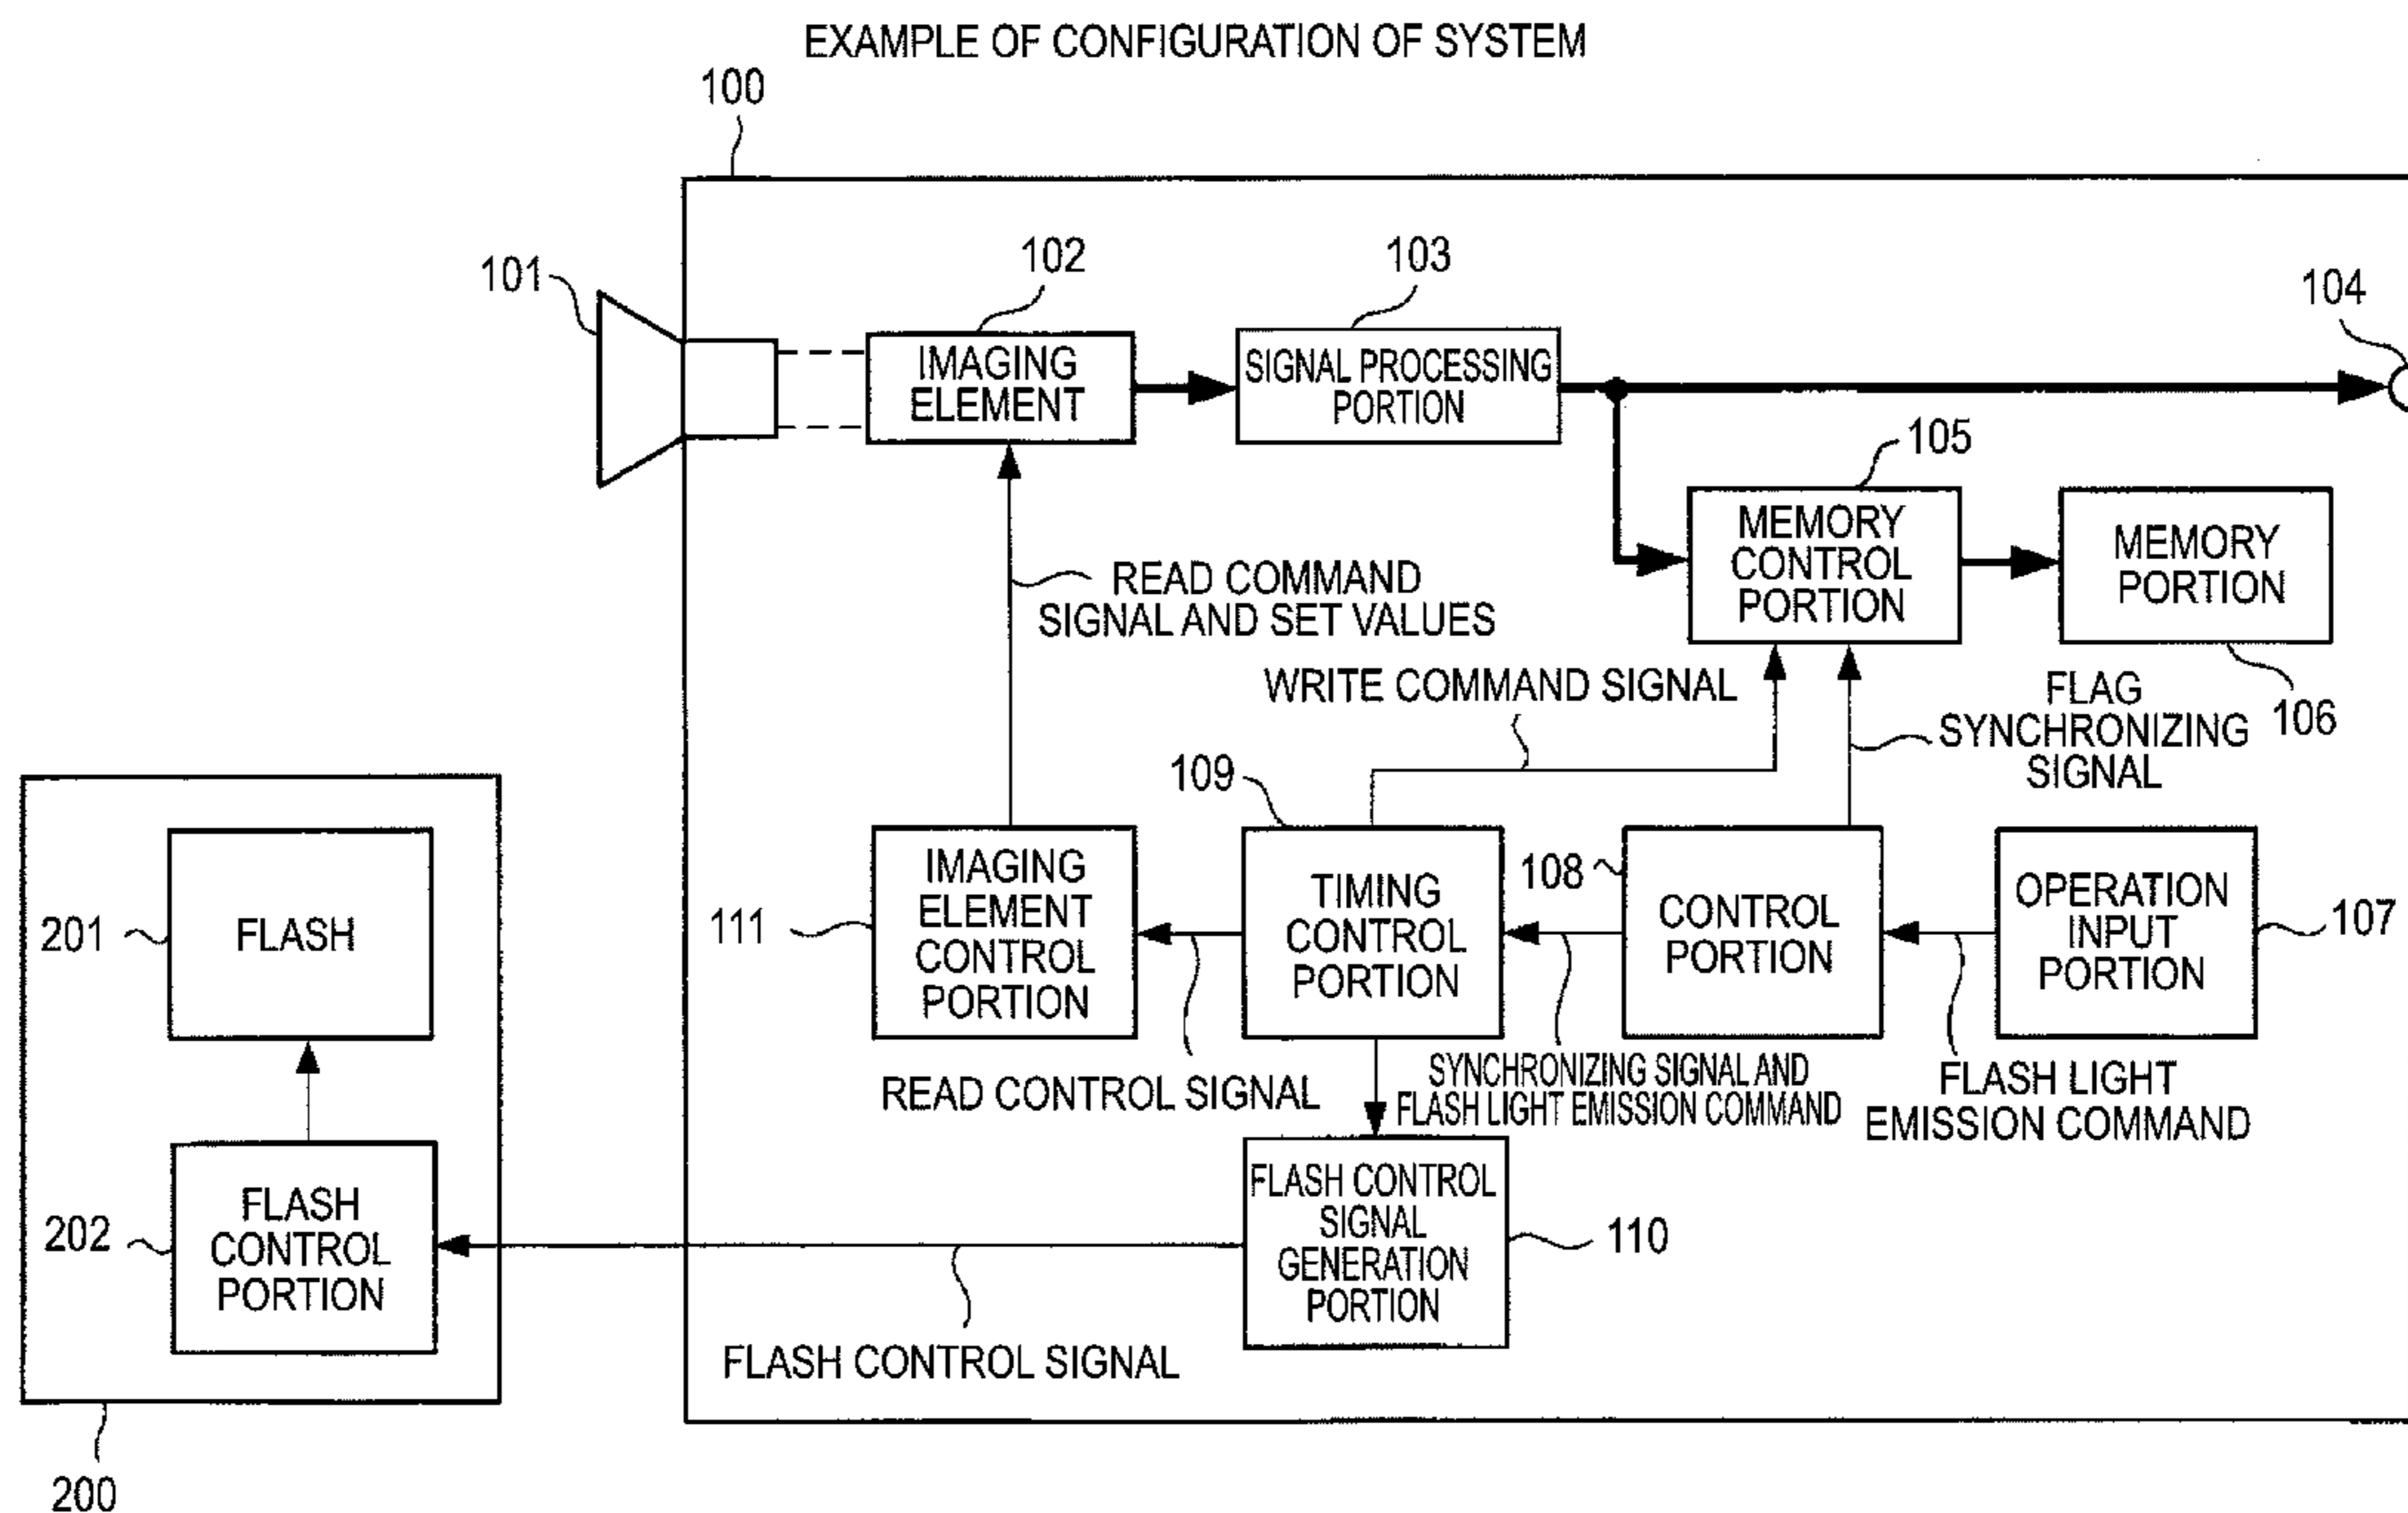 EXAMPLE OF CONFIGURATION OF SYSTEM
100
101
102
103
104
IMAGING
ELEMENT
SIGNAL PROCESSING
PORTION
105
MEMORY
CONTROL
PORTION
MEMORY
PORTION
106
READ COMMAND
SIGNAL AND SET VALUES
WRITE COMMAND SIGNAL
FLAG
SYNCHRONIZING
SIGNAL
109
111
IMAGING
ELEMENT
CONTROL
PORTION
TIMING
CONTROL
PORTION
108
CONTROL
PORTION
OPERATION
INPUT
PORTION
107
201
FLASH
READ CONTROL SIGNAL
SYNCHRONIZING SIGNAL AND
FLASH LIGHT EMISSION COMMAND
FLASH LIGHT
EMISSION COMMAND
202
FLASH
CONTROL
PORTION
FLASH CONTROL
SIGNAL
GENERATION
PORTION
110
FLASH CONTROL SIGNAL
200